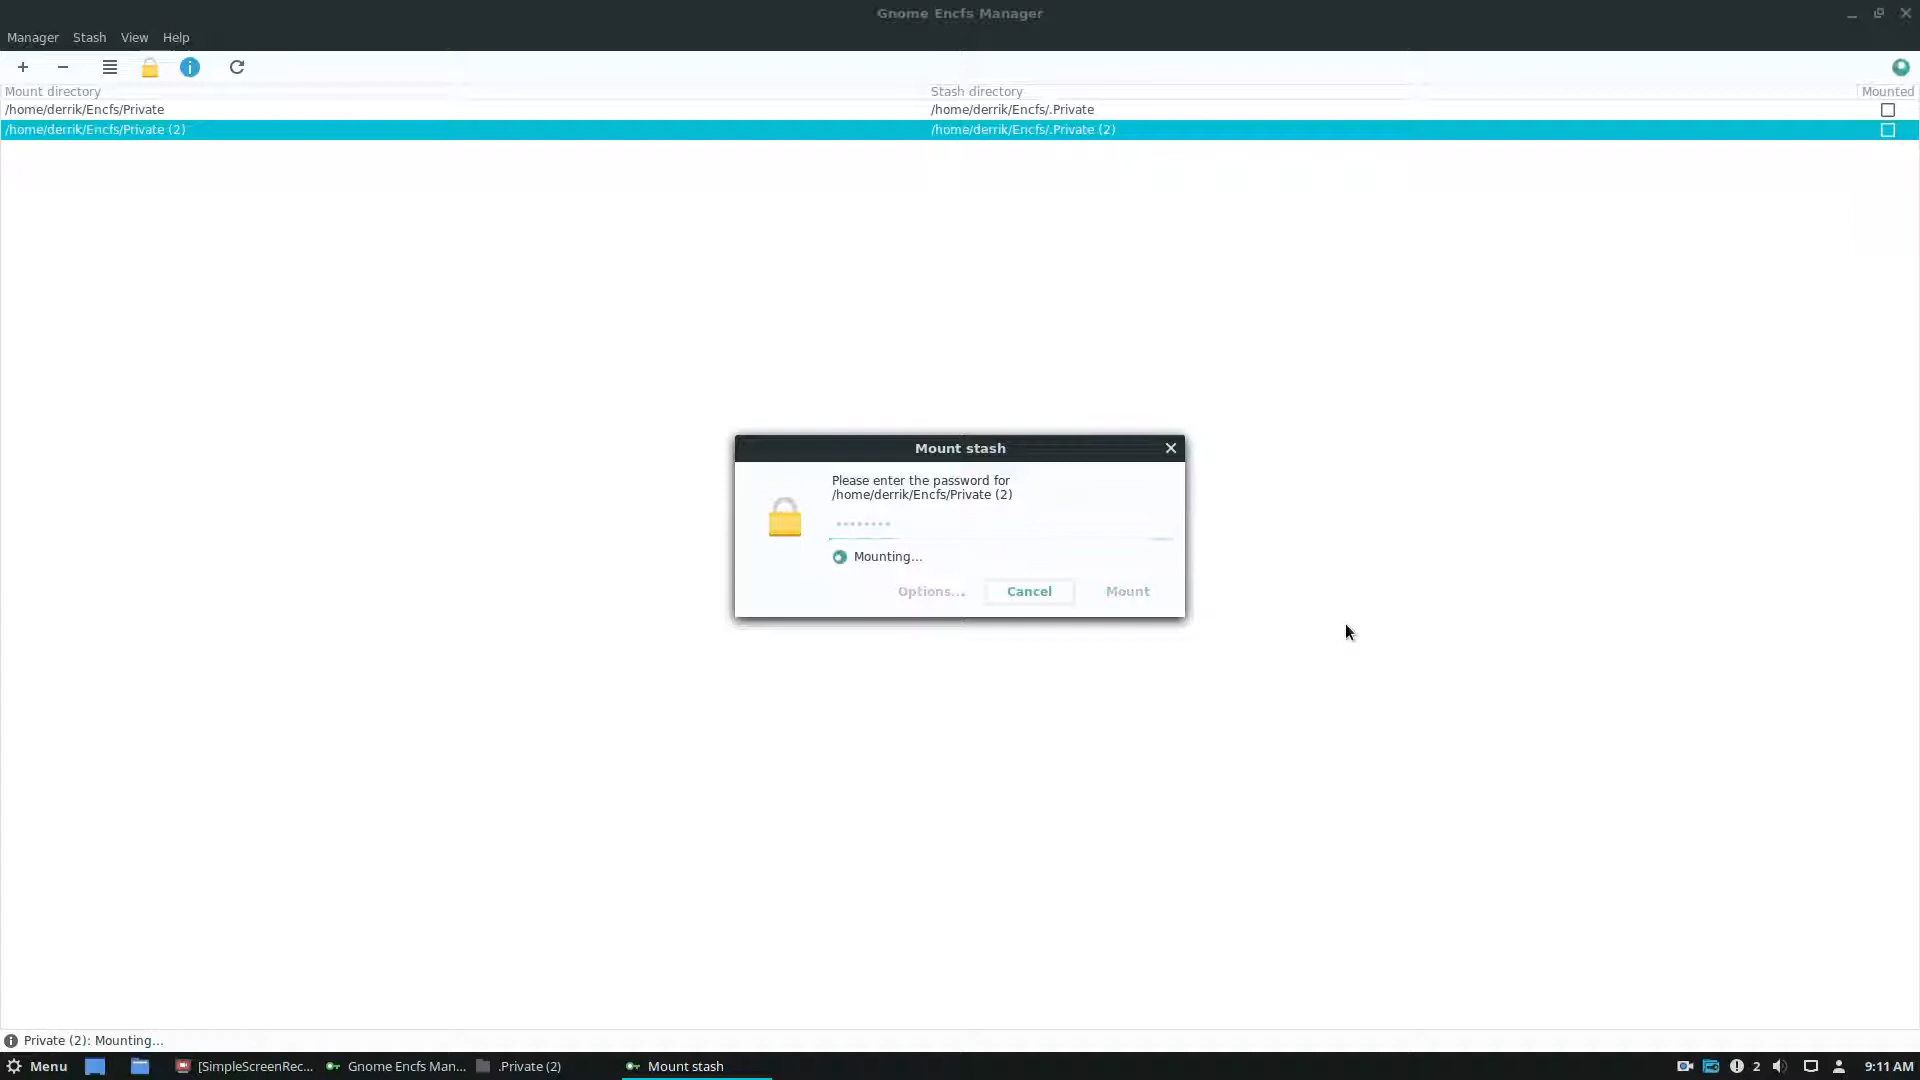 Gnome Encfs Manager
Manager Stash View Help
Mount directory Stash directory Mounted
/home/derrik/Encfs/Private /home/derrik/Encfs/.Private
/home/derrik/Encfs/Private (2) /home/derrik/Encfs/.Private (2)
Mount stash
Please enter the password for
/home/derrik/Encfs/Private (2)
Mounting...
Options... Cancel Mount
Private (2): Mounting...
Menu [SimpleScreenRec... Gnome Encfs Man... .Private (2) Mount stash 2 9:11 AM